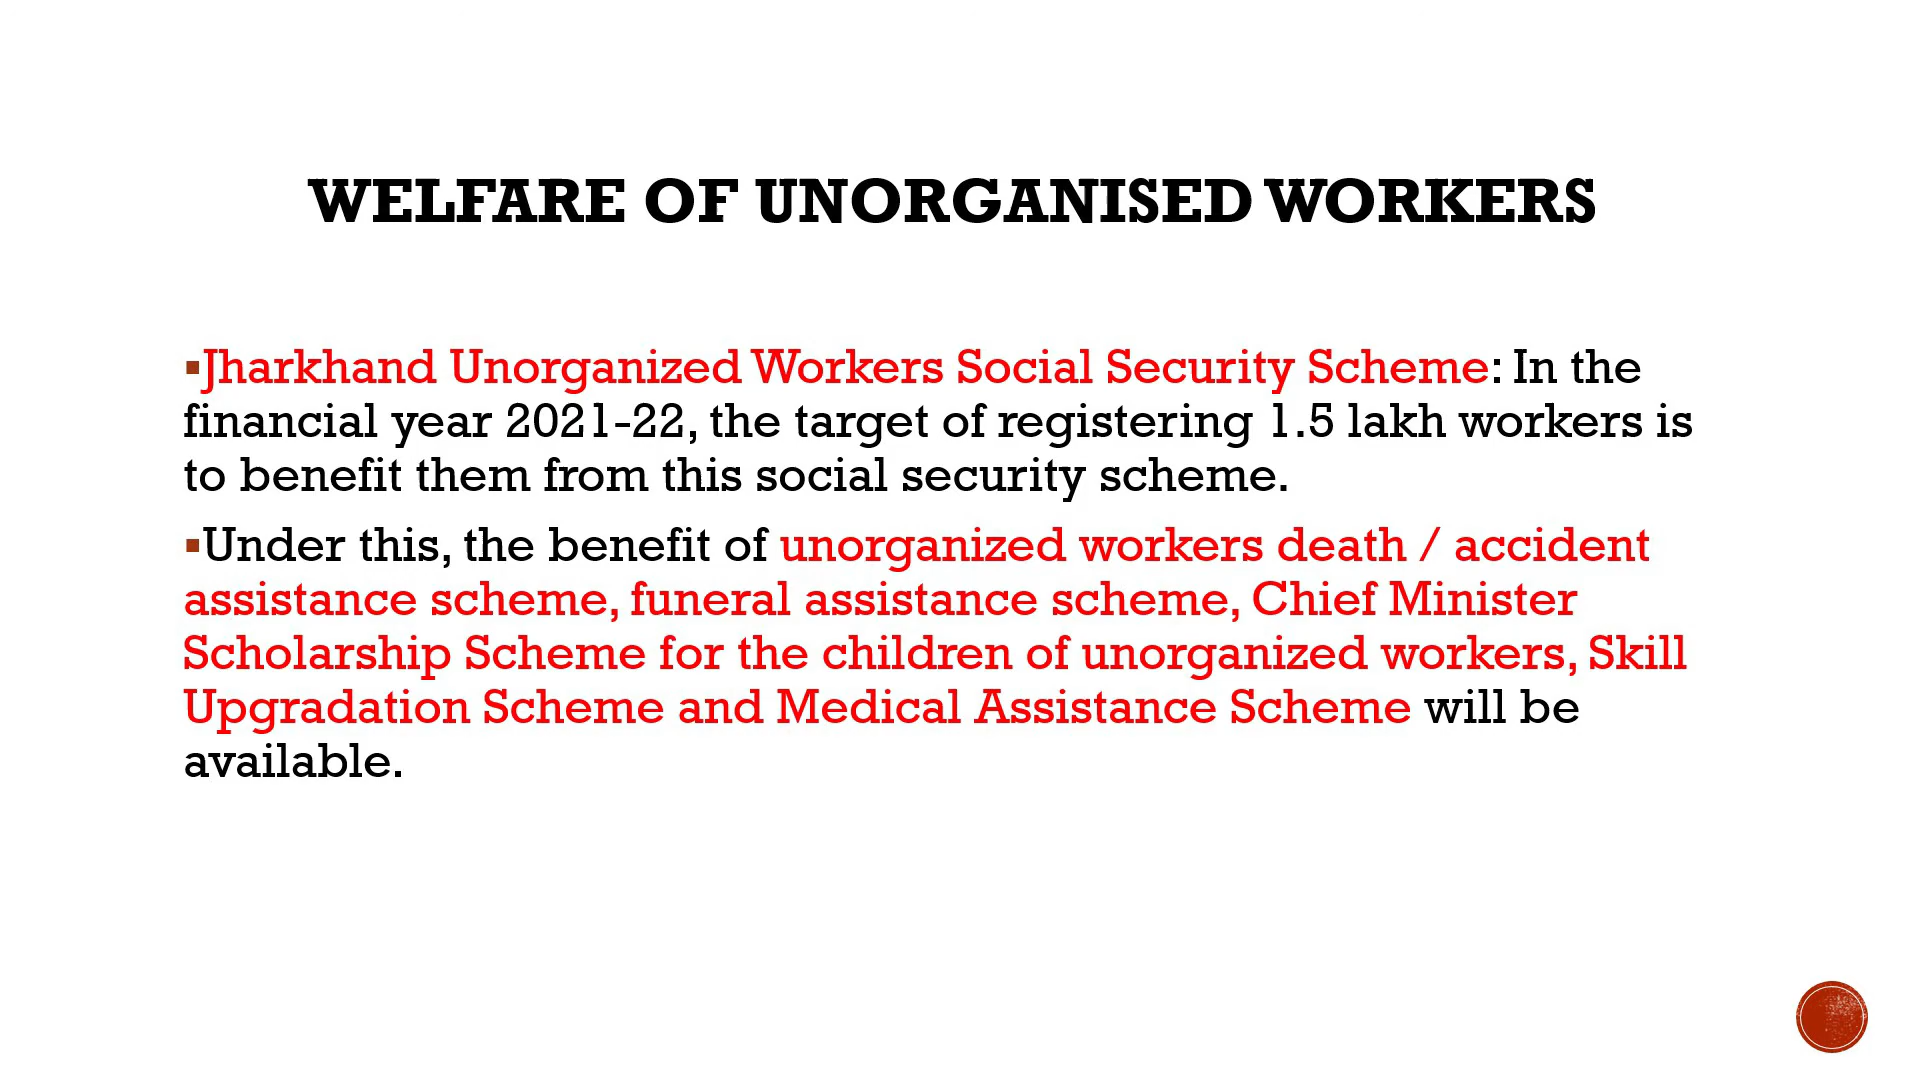 WELFARE OF UNORGANISED WORKERS
▪Jharkhand Unorganized Workers Social Security Scheme: In the
financial year 2021-22, the target of registering 1.5 lakh workers is
to benefit them from this social security scheme.
▪Under this, the benefit of unorganized workers death / accident
assistance scheme, funeral assistance scheme, Chief Minister
Scholarship Scheme for the children of unorganized workers, Skill
Upgradation Scheme and Medical Assistance Scheme will be
available.